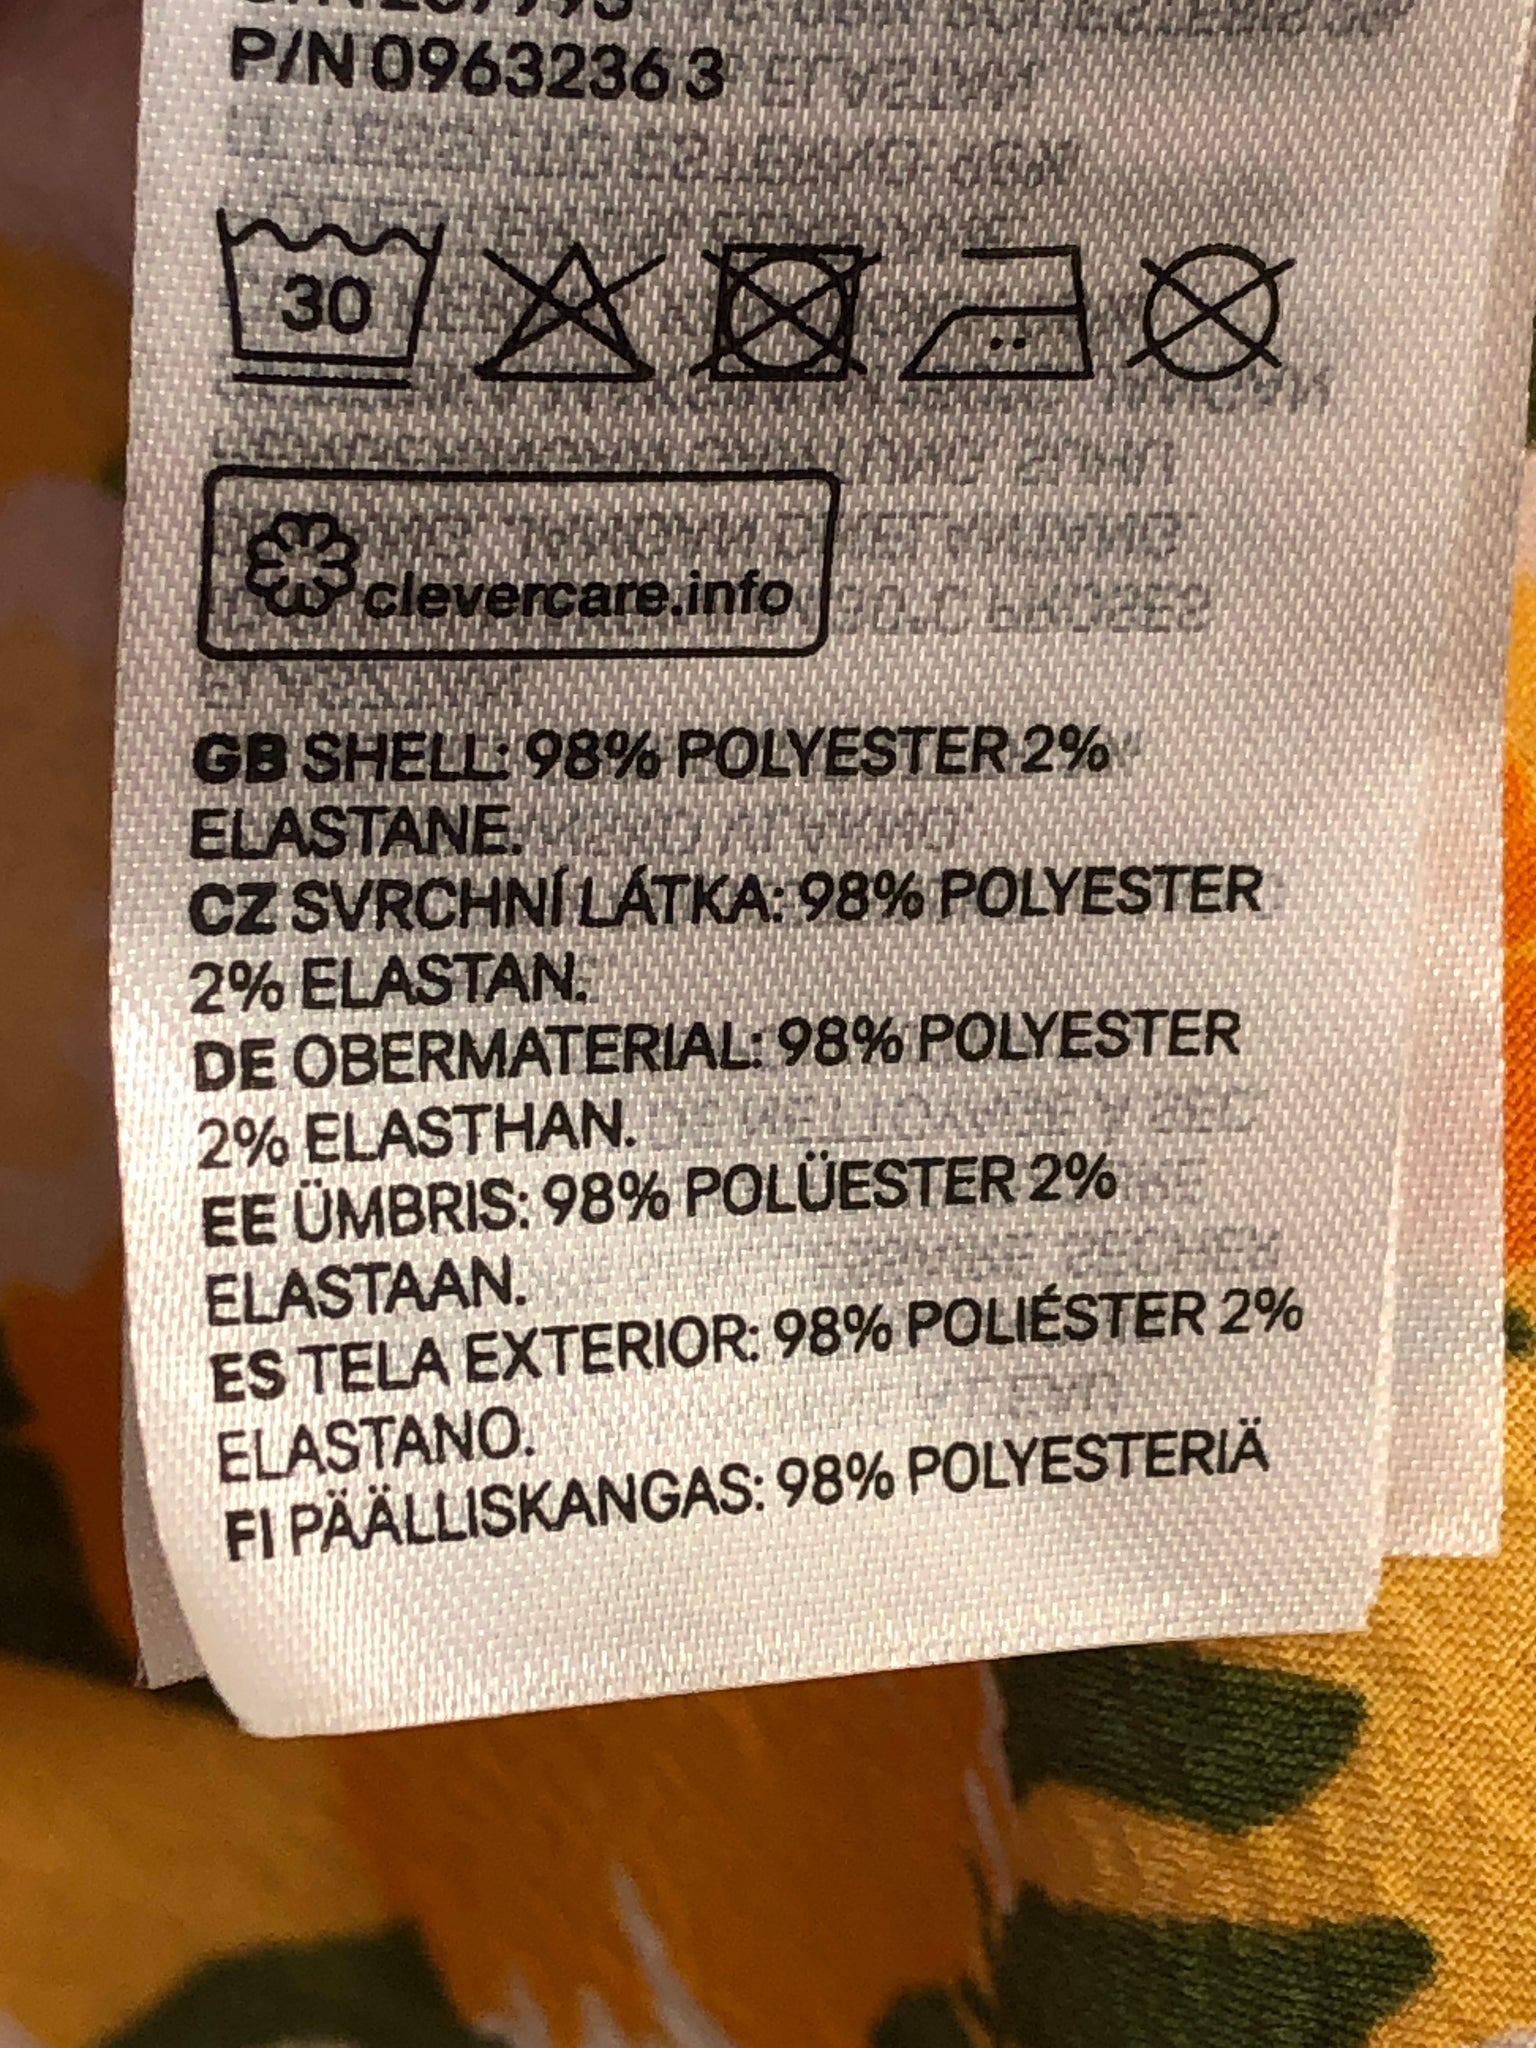 P/N 0963236 3
30
clevercare.info
GB SHELL: 98% POLYESTER 2%
ELASTANE.
CZ SVRCHNÍ LÁTKA: 98% POLYESTER
2% ELASTAN.
DE OBERMATERIAL: 98% POLYESTER
2% ELASTHAN.
EE ÜMBRIS: 98% POLÜESTER 2%
ELASTAAN.
ES TELA EXTERIOR: 98% POLIÉSTER 2%
ELASTANO.
FI PÄÄLLISKANGAS: 98% POLYESTERIÄ